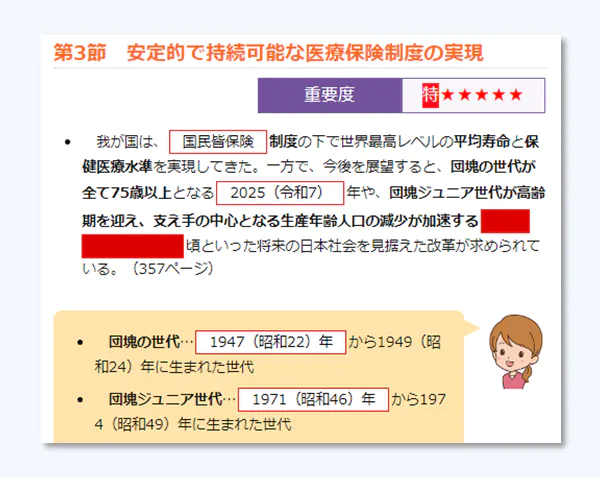 第3節　安定的で持続可能な医療保険制度の実現
重要度 特★★★★★
• 我が国は、 国民皆保険 制度の下で世界最高レベルの平均寿命と保
健医療水準を実現してきた。一方で、今後を展望すると、団塊の世代が
全て75歳以上となる 2025（令和7） 年や、団塊ジュニア世代が高齢
期を迎え、支え手の中心となる生産年齢人口の減少が加速する
頃といった将来の日本社会を見据えた改革が求められて
いる。（357ページ）
• 団塊の世代… 1947（昭和22）年 から1949（昭
和24）年に生まれた世代
• 団塊ジュニア世代… 1971（昭和46）年 から197
4（昭和49）年に生まれた世代